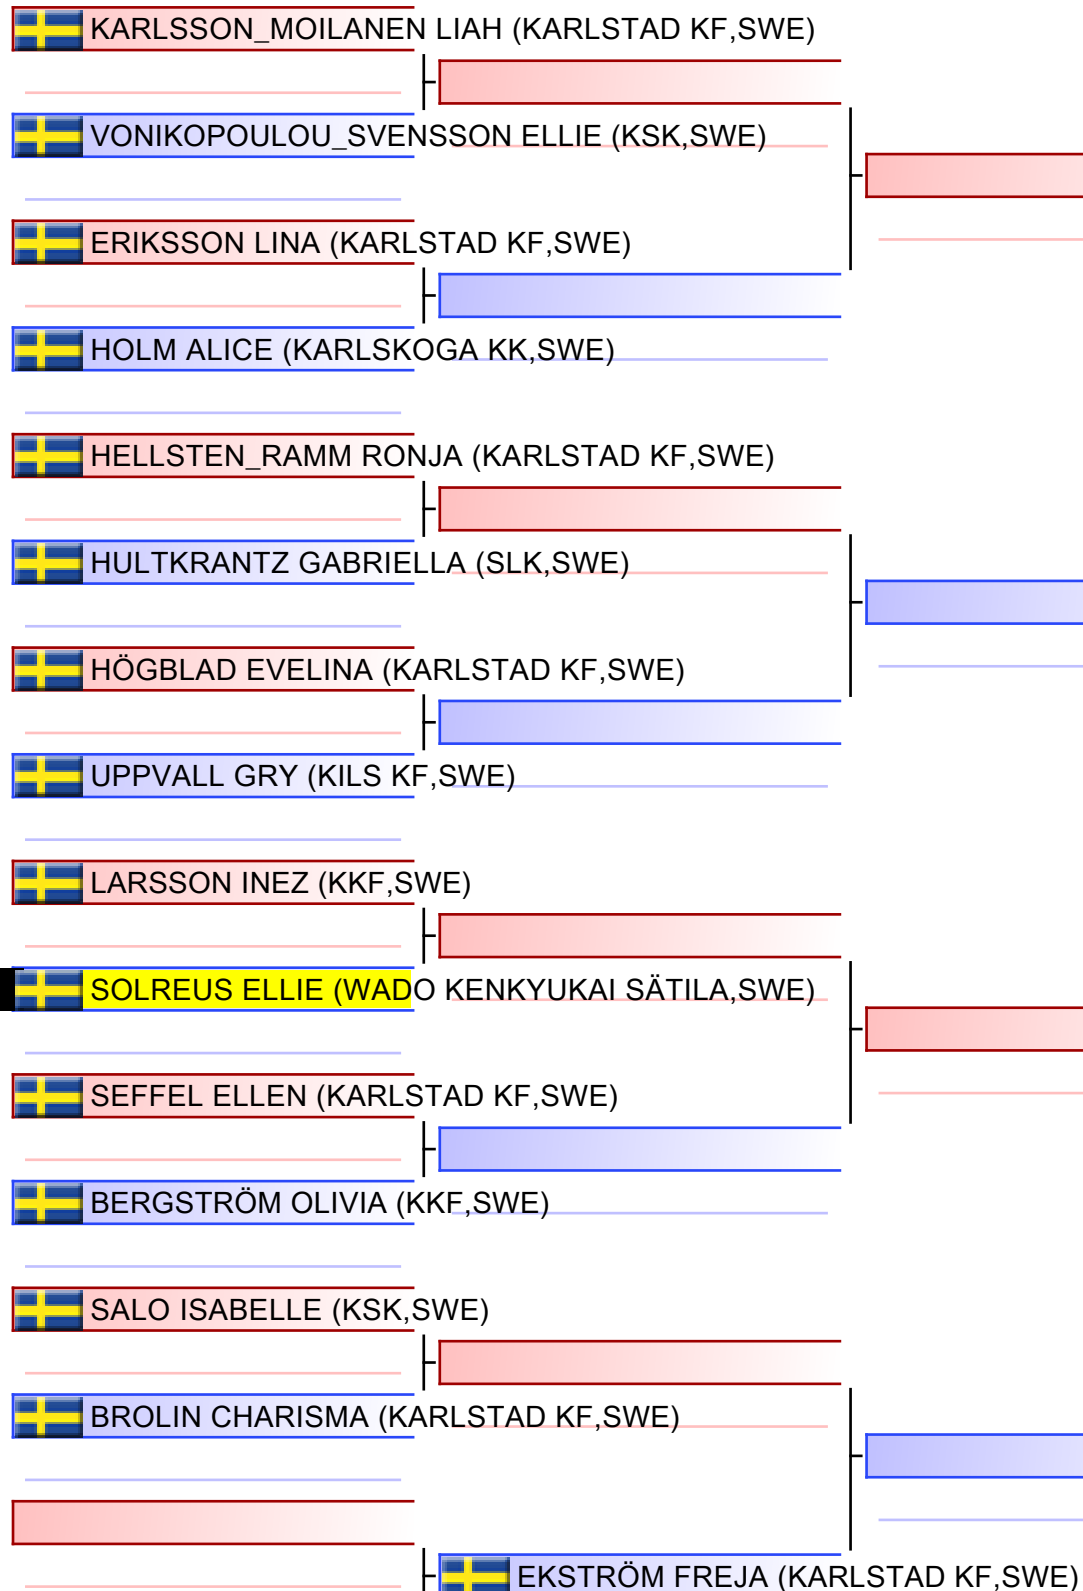 KARLSSON_MOILANEN LIAH (KARLSTAD KF,SWE)
VONIKOPOULOU_SVENSSON ELLIE (KSK,SWE)
ERIKSSON LINA (KARLSTAD KF,SWE)
HOLM ALICE (KARLSKOGA KK,SWE)
HELLSTEN_RAMM RONJA (KARLSTAD KF,SWE)
HULTKRANTZ GABRIELLA (SLK,SWE)
HÖGBLAD EVELINA (KARLSTAD KF,SWE)
UPPVALL GRY (KILS KF,SWE)
LARSSON INEZ (KKF,SWE)
SOLREUS ELLIE (WADO KENKYUKAI SÄTILA,SWE)
SEFFEL ELLEN (KARLSTAD KF,SWE)
BERGSTRÖM OLIVIA (KKF,SWE)
SALO ISABELLE (KSK,SWE)
BROLIN CHARISMA (KARLSTAD KF,SWE)
EKSTRÖM FREJA (KARLSTAD KF,SWE)